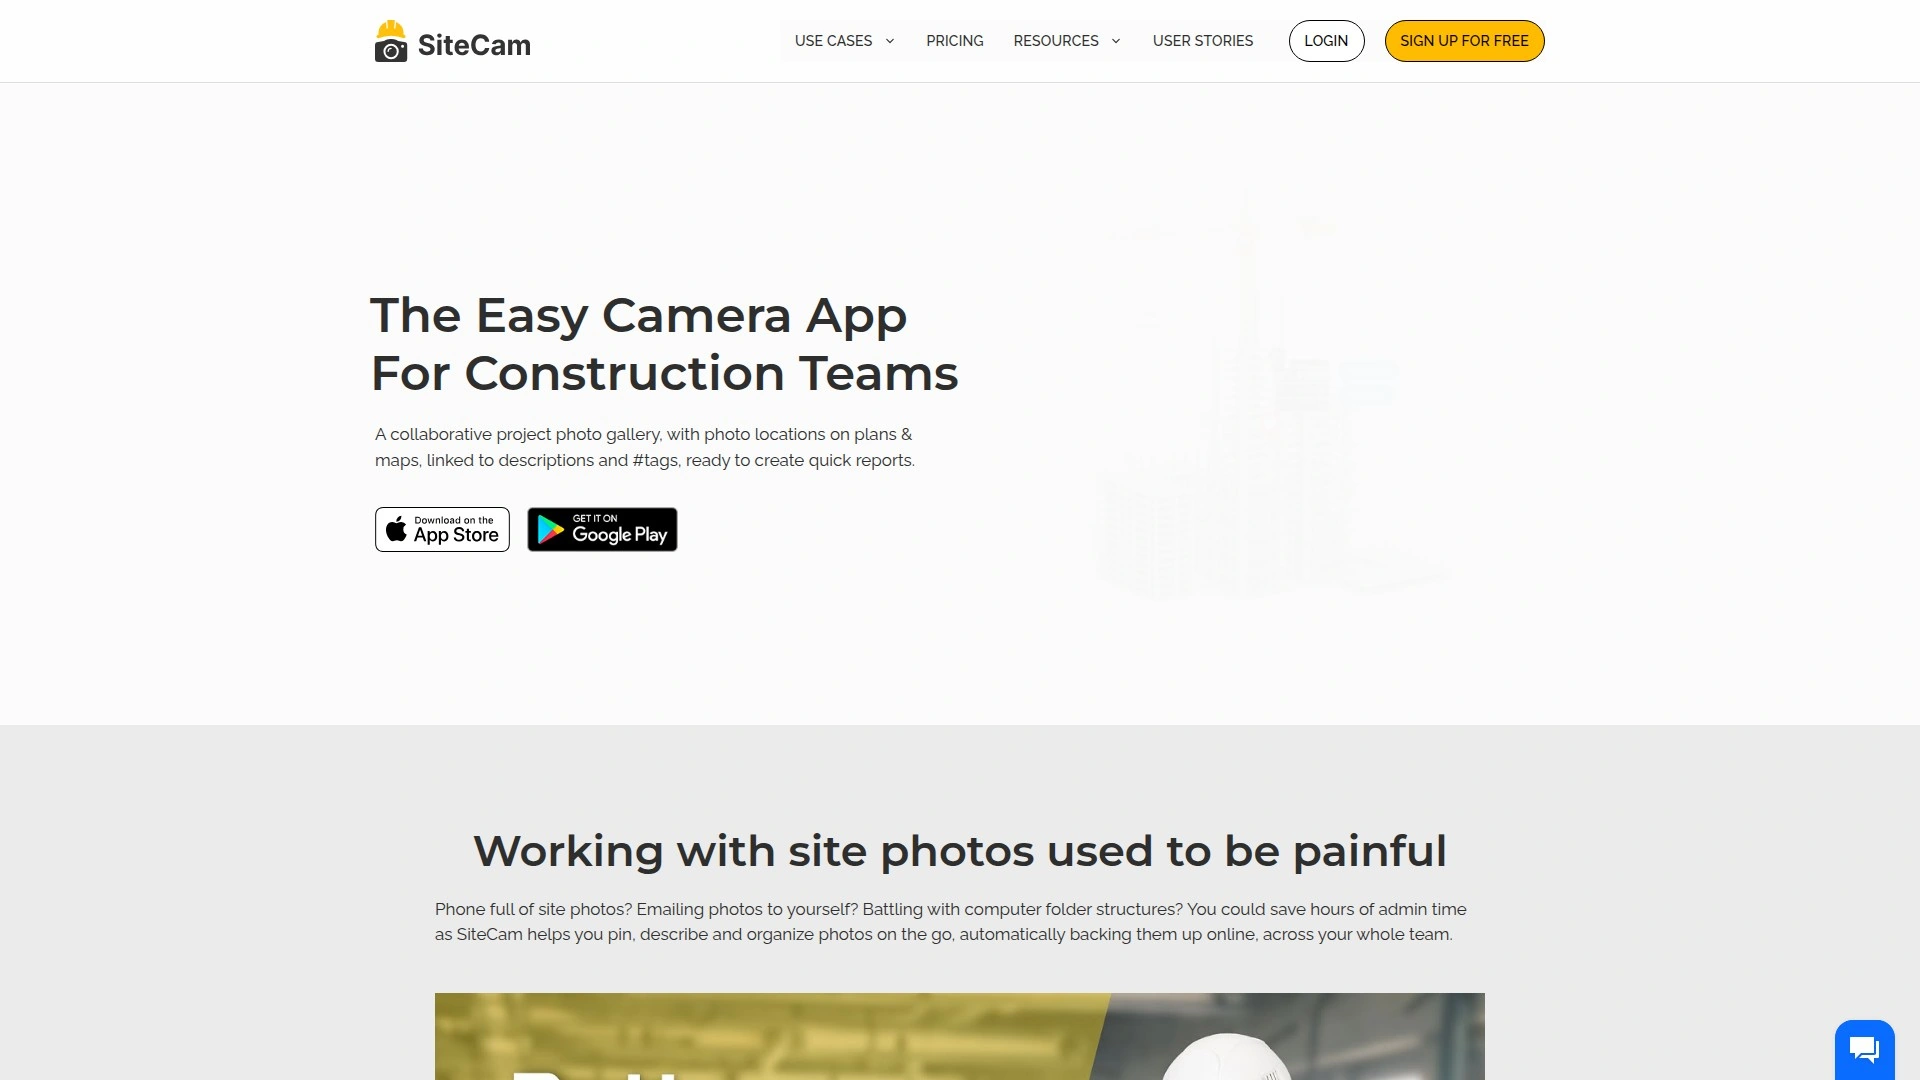 SiteCam
USE CASES
PRICING
RESOURCES
USER STORIES
LOGIN
SIGN UP FOR FREE
The Easy Camera App
For Construction Teams
A collaborative project photo gallery, with photo locations on plans &
maps, linked to descriptions and #tags, ready to create quick reports.
Download on the
App Store
GET IT ON
Google Play
Working with site photos used to be painful
Phone full of site photos? Emailing photos to yourself? Battling with computer folder structures? You could save hours of admin time
as SiteCam helps you pin, describe and organize photos on the go, automatically backing them up online, across your whole team.